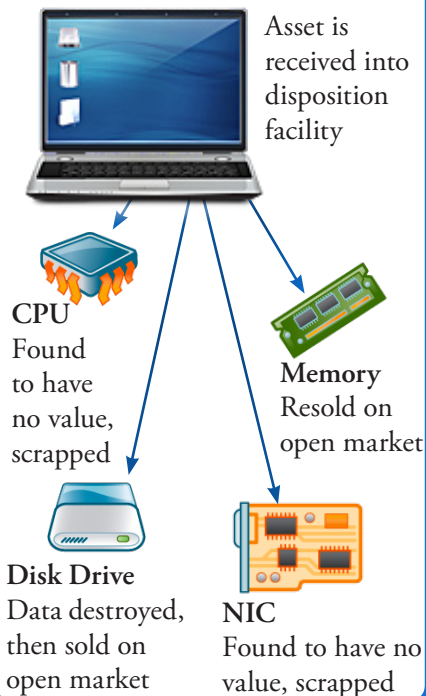 Asset is
received into
disposition
facility
CPU
Found
to have
no value,
scrapped
Memory
Resold on
open market
Disk Drive
Data destroyed,
then sold on
open market
NIC
Found to have no
value, scrapped